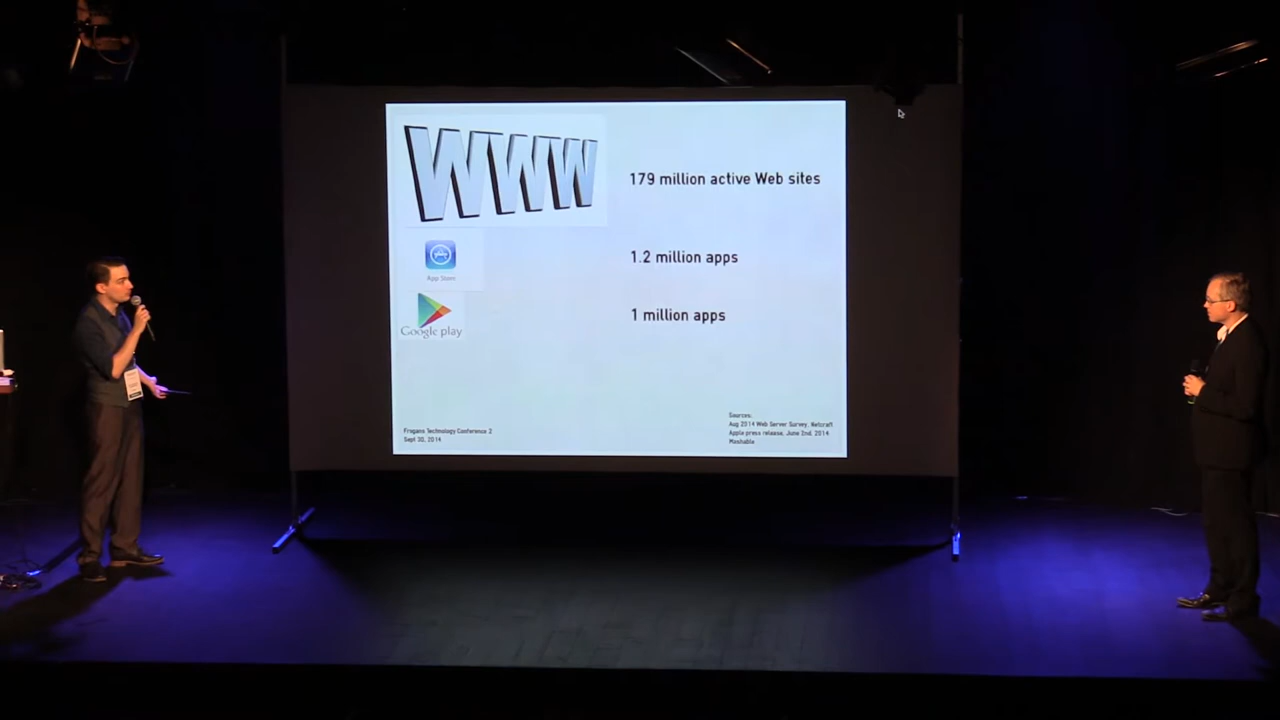 WWW
179 million active Web sites
App Store
1.2 million apps
Google play
1 million apps
Frogans Technology Conference 2
Sept 30, 2014
Sources:
Aug 2014 Web Server Survey, Netcraft
Apple press release, June 2nd, 2014
Mashable